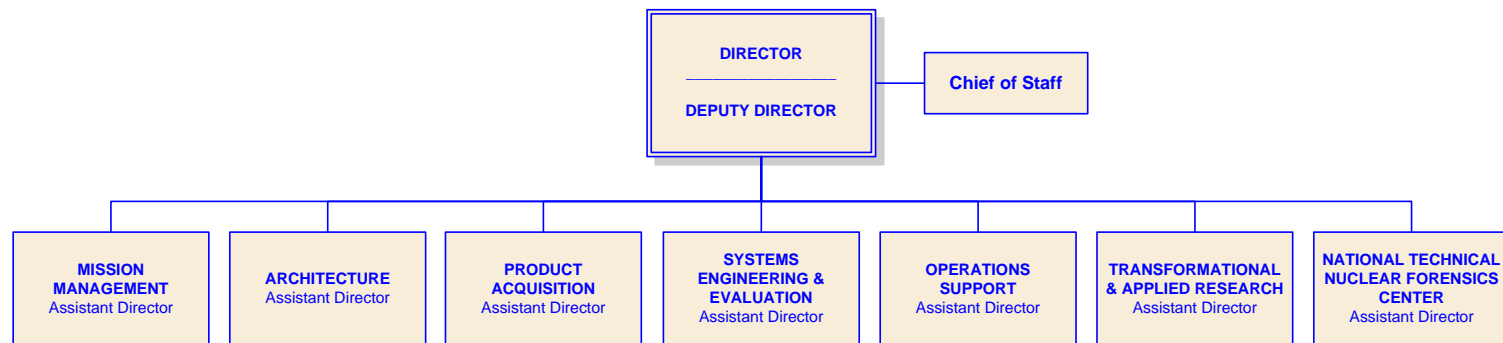 DIRECTOR
DEPUTY DIRECTOR
Chief of Staff
MISSION
MANAGEMENT
Assistant Director
ARCHITECTURE
Assistant Director
PRODUCT
ACQUISITION
Assistant Director
SYSTEMS
ENGINEERING &
EVALUATION
Assistant Director
OPERATIONS
SUPPORT
Assistant Director
TRANSFORMATIONAL
& APPLIED RESEARCH
Assistant Director
NATIONAL TECHNICAL
NUCLEAR FORENSICS
CENTER
Assistant Director